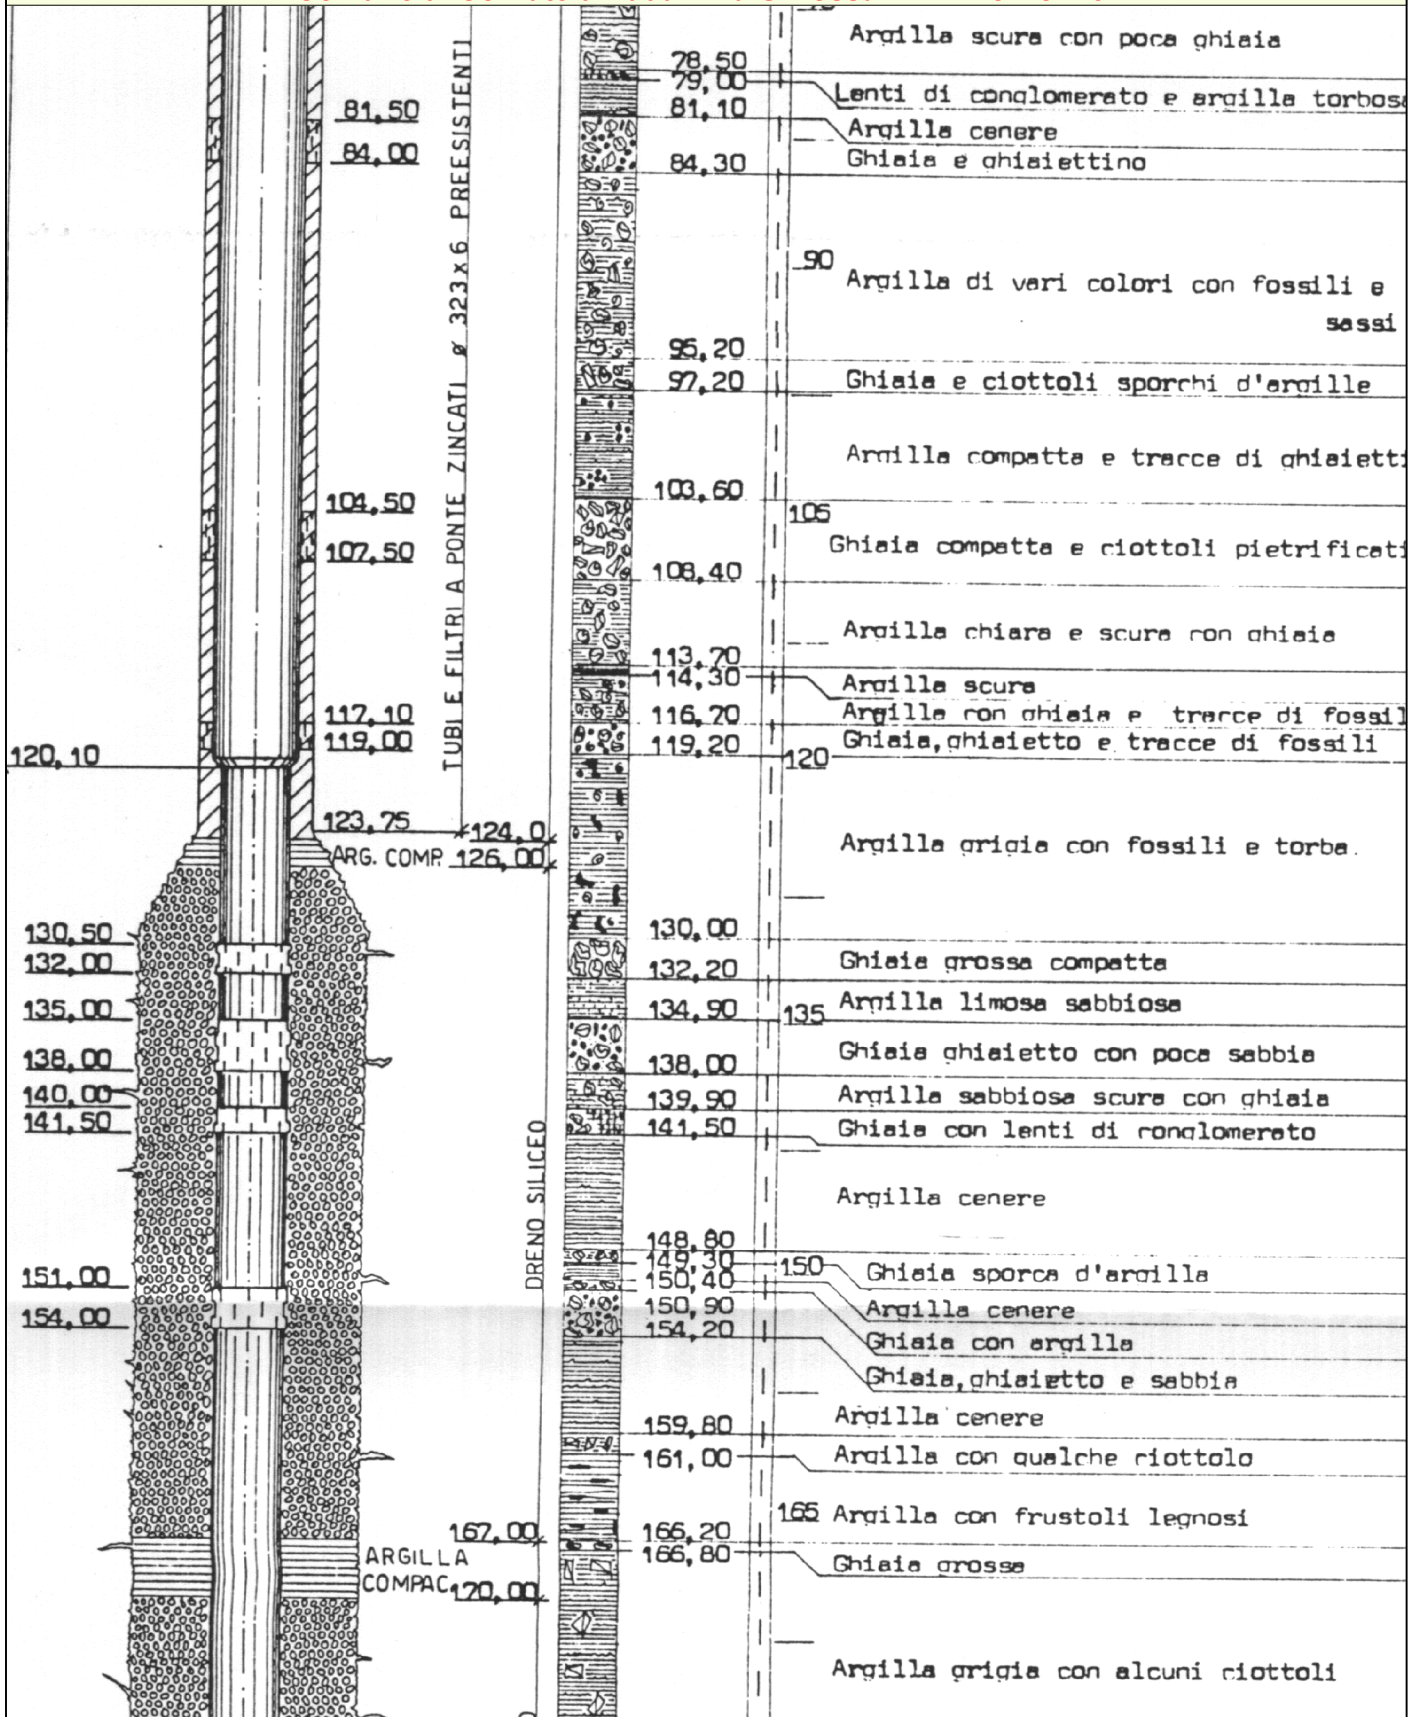 Argilla scura con poca ghiaia
78,50
79,00
Lenti di conglomerato e argilla torbosa
81,50
81,10
Argilla cenere
84,00
84,30
Ghiaia e ghiaiettino
TUBI E FILTRI A PONTE ZINCATI ø 323x6 PREESISTENTI
90
Argilla di vari colori con fossili e
sassi
95,20
97,20
Ghiaia e ciottoli sporchi d'argille
Argilla compatta e tracce di ghiaietti
103,60
104,50
105
107,50
Ghiaia compatta e ciottoli pietrificati
108,40
Argilla chiara e scura con ghiaia
113,70
114,30
Argilla scura
117,10
116,70
Argilla con ghiaia e tracce di fossil
119,00
119,20
Ghiaia,ghiaietto e tracce di fossili
120,10
120
123,75
124,0
ARG. COMP. 126,00
Argilla grigia con fossili e torba.
130,50
130,00
132,00
132,20
Ghiaia grossa compatta
135,00
134,90
135
Argilla limosa sabbiosa
138,00
138,00
Ghiaia ghiaietto con poca sabbia
140,00
139,90
Argilla sabbiosa scura con ghiaia
141,50
141,50
Ghiaia con lenti di conglomerato
DRENO SILICEO
Argilla cenere
148,80
149,30
150
Ghiaia sporca d'argilla
151,00
150,40
Argilla cenere
154,00
150,90
Ghiaia con argilla
154,20
Ghiaia,ghiaietto e sabbia
159,80
Argilla cenere
161,00
Argilla con qualche ciottolo
165
Argilla con frustoli legnosi
167,00
166,20
166,80
Ghiaia grossa
ARGILLA
COMPAC. 170,00
Argilla grigia con alcuni ciottoli